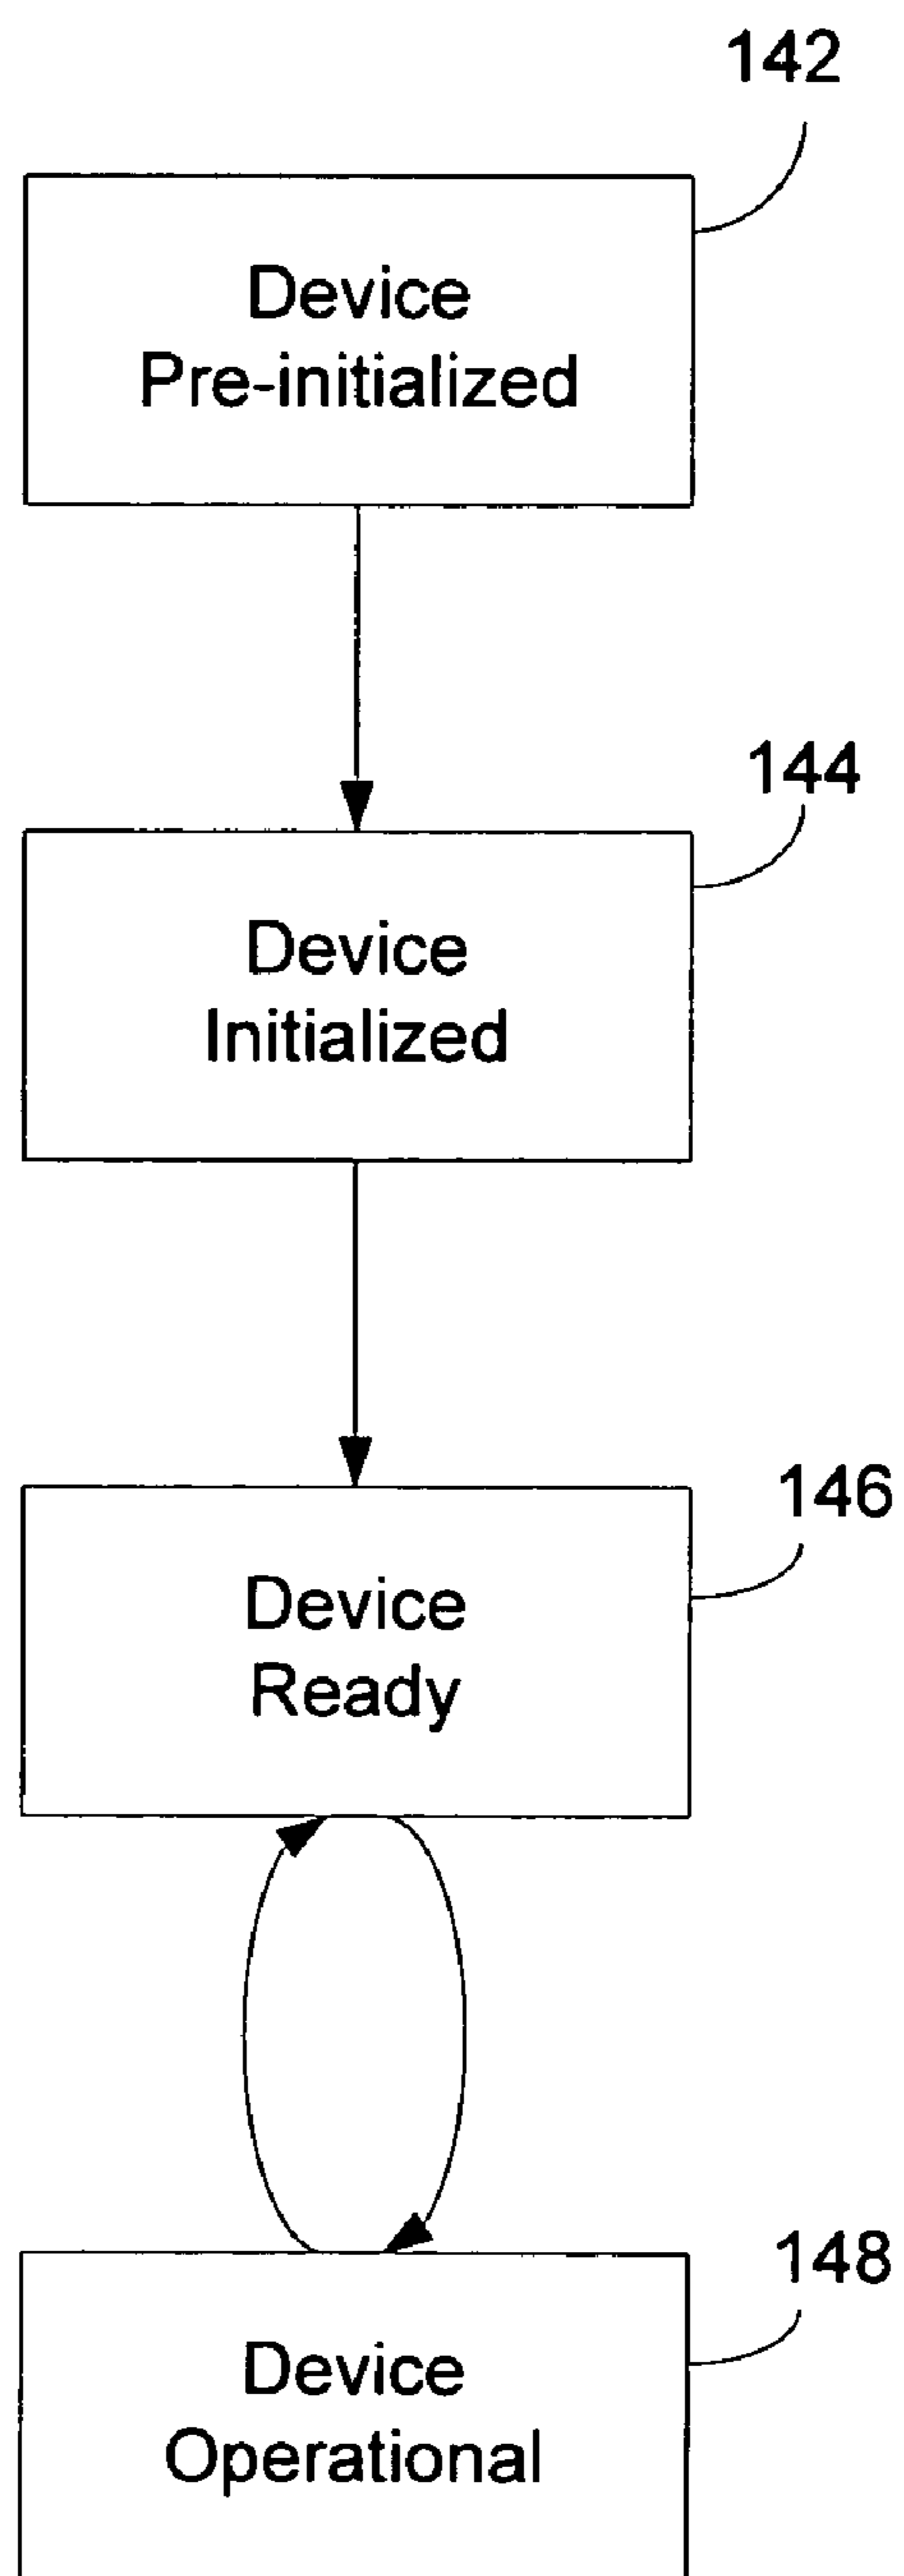 142
Device
Pre-initialized
144
Device
Initialized
146
Device
Ready
148
Device
Operational